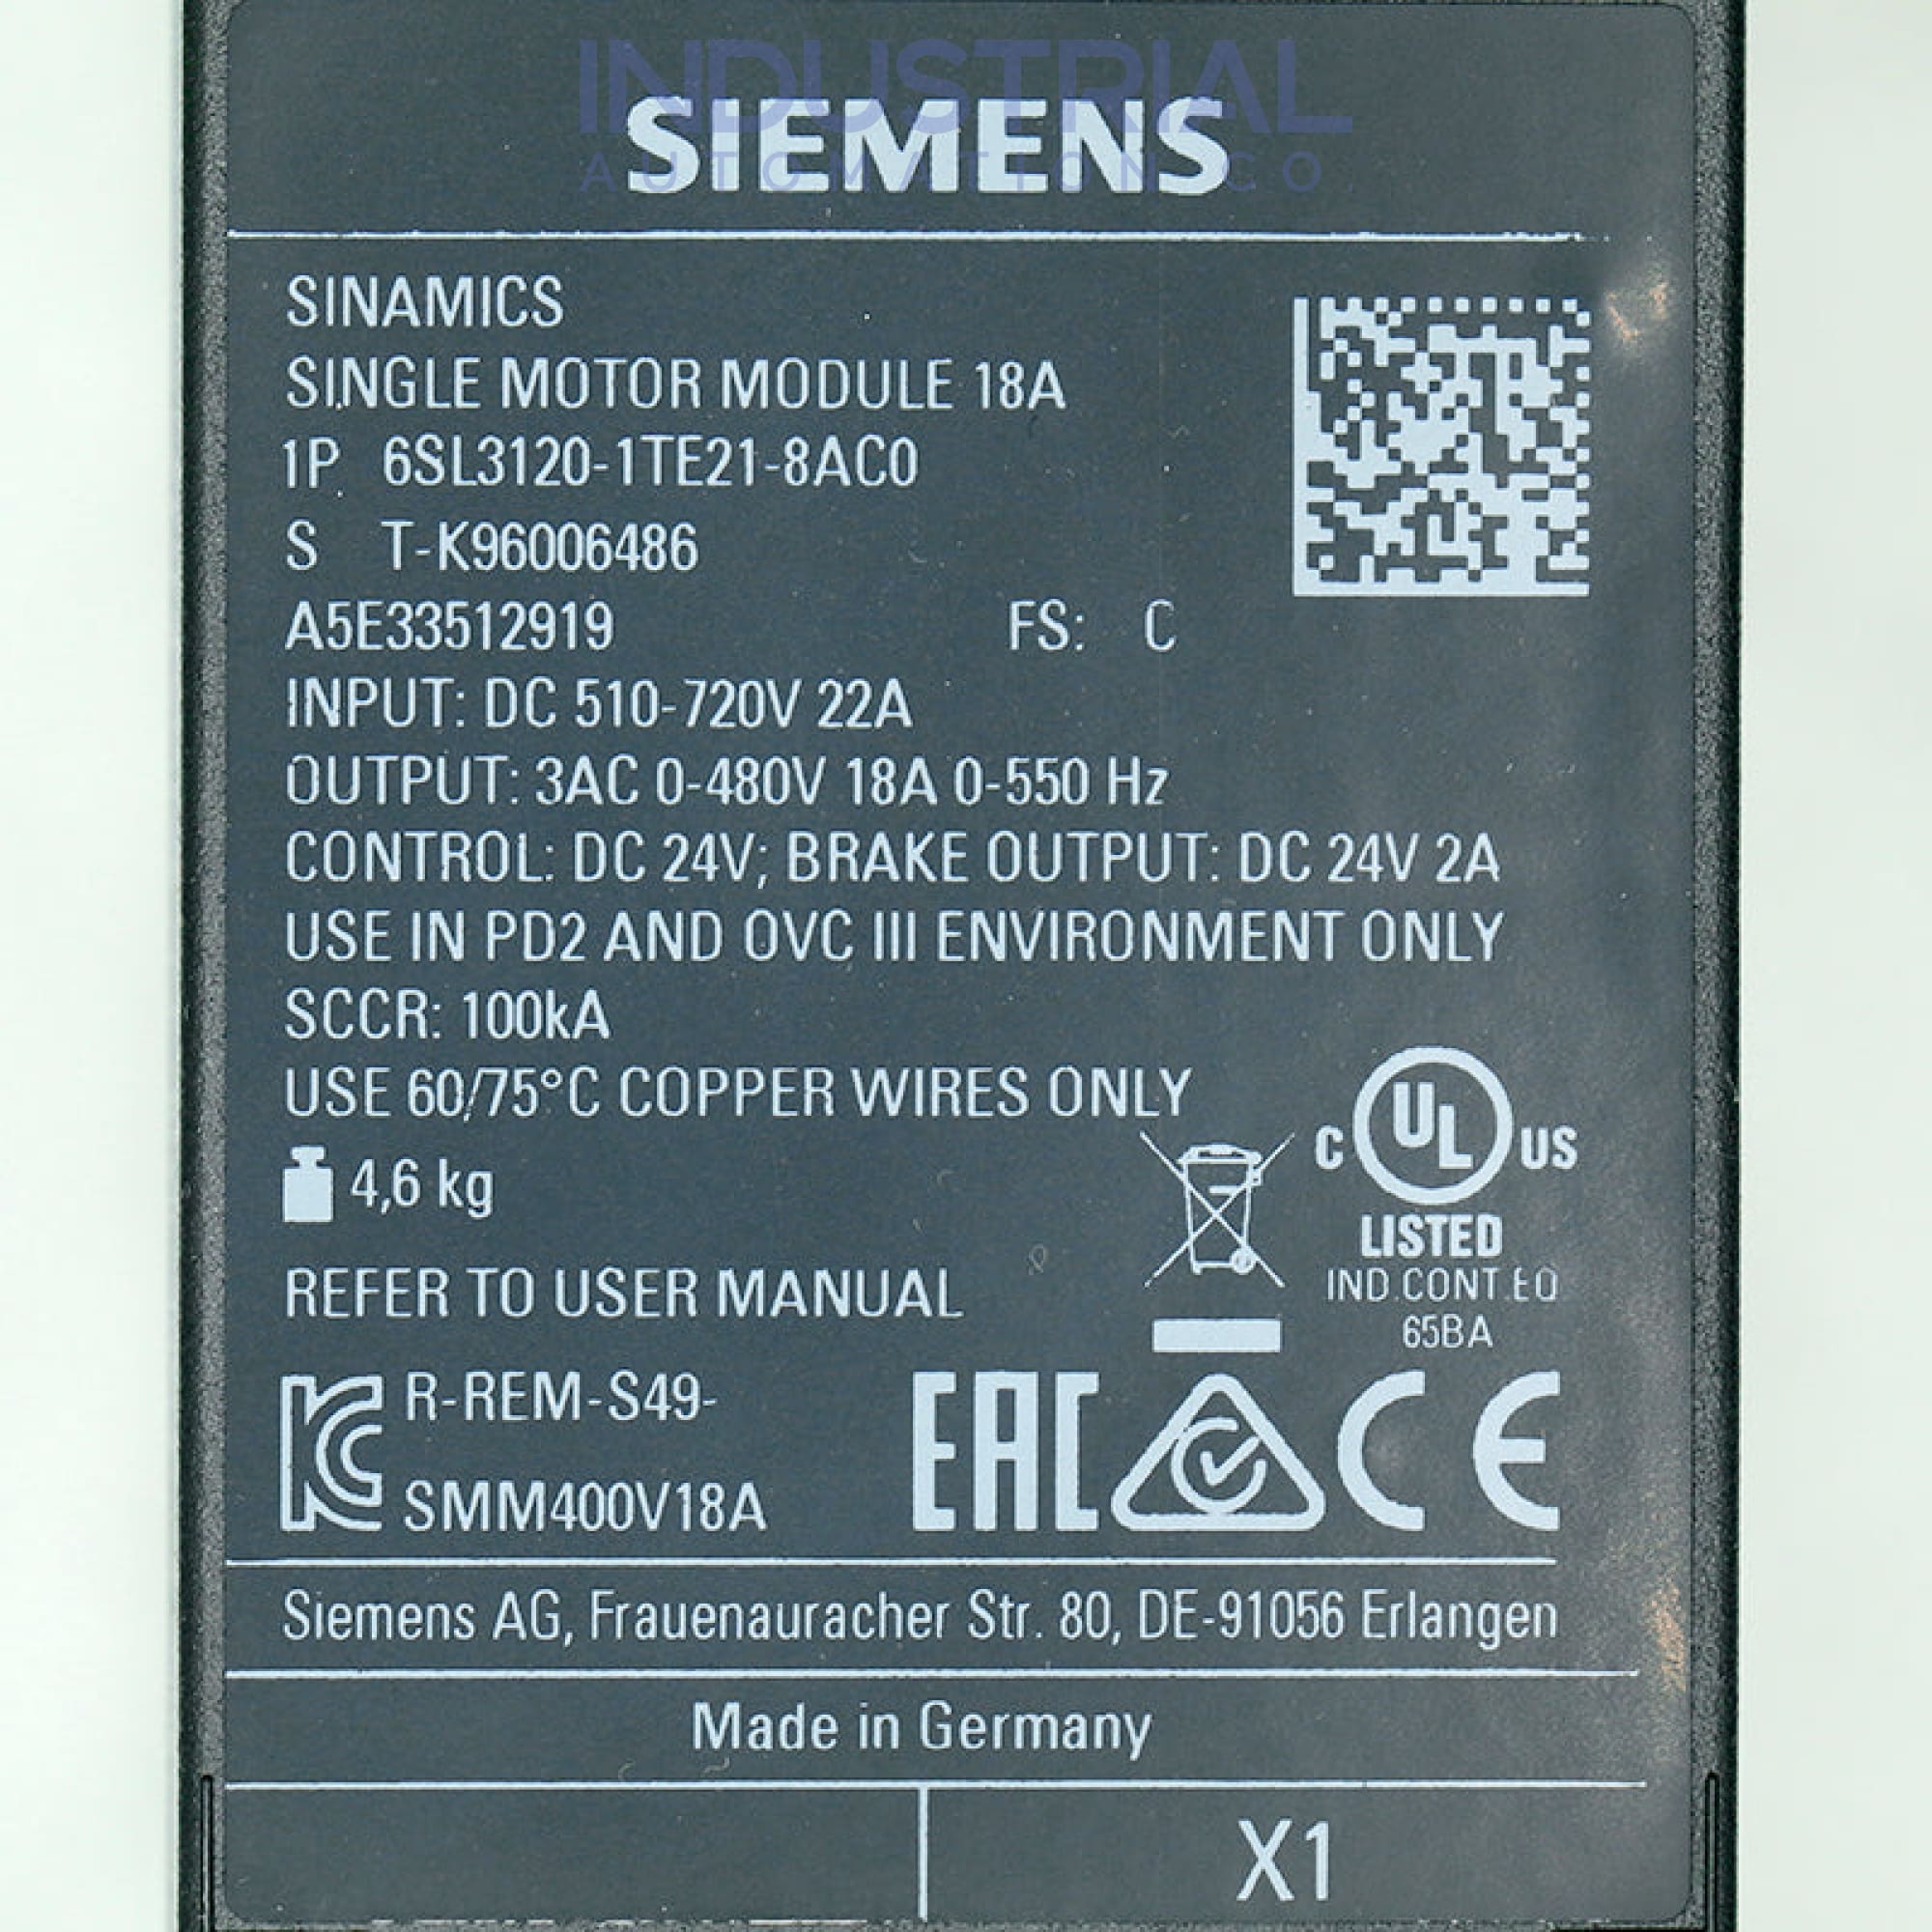 INDUSTRIAL
AUTOMATION CO
SIEMENS
SINAMICS
SINGLE MOTOR MODULE 18A
1P 6SL3120-1TE21-8AC0
S T-K96006486
A5E33512919 FS: C
INPUT: DC 510-720V 22A
OUTPUT: 3AC 0-480V 18A 0-550 Hz
CONTROL: DC 24V; BRAKE OUTPUT: DC 24V 2A
USE IN PD2 AND OVC III ENVIRONMENT ONLY
SCCR: 100kA
USE 60/75°C COPPER WIRES ONLY
C UL US
LISTED
IND.CONT.EQ
65BA
4,6 kg
REFER TO USER MANUAL
KC R-REM-S49-
SMM400V18A
EAC CE
Siemens AG, Frauenauracher Str. 80, DE-91056 Erlangen
Made in Germany
X1